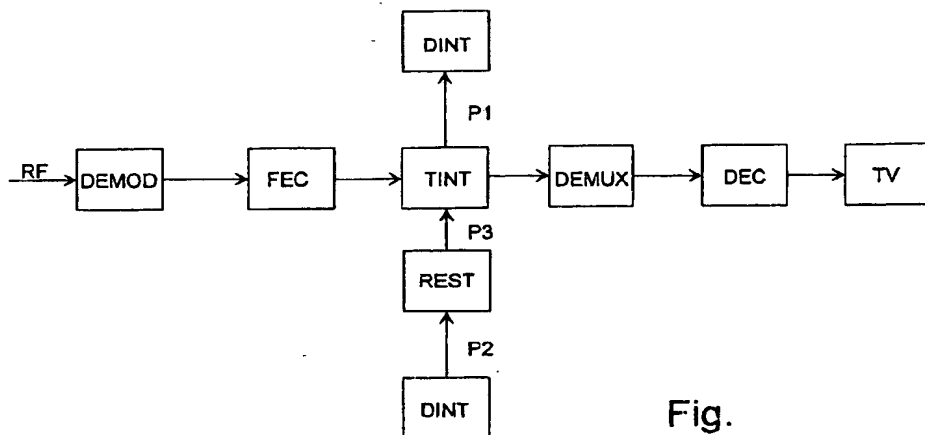 DINT
P1
RF
DEMOD
FEC
TINT
DEMUX
DEC
TV
P3
REST
P2
DINT
Fig.